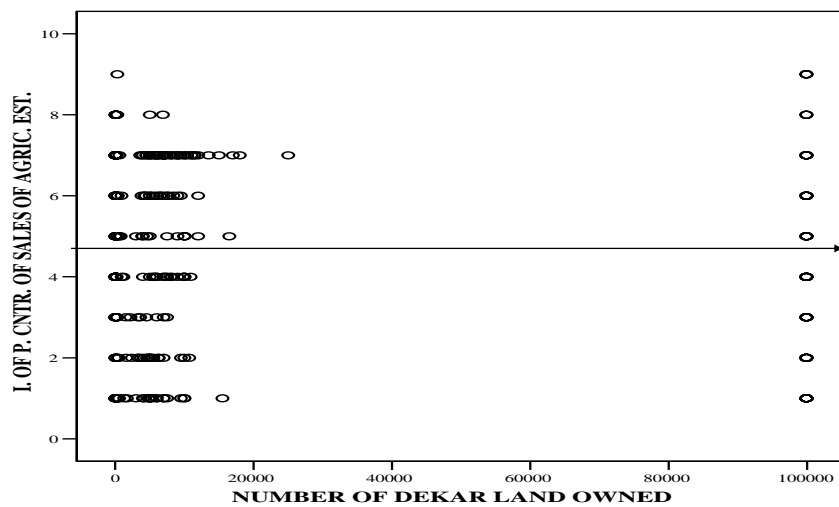 I. OF P. CNTR. OF SALES OF AGRIC. EST.
10
8
6
4
2
0
0 20000 40000 60000 80000 100000
NUMBER OF DEKAR LAND OWNED